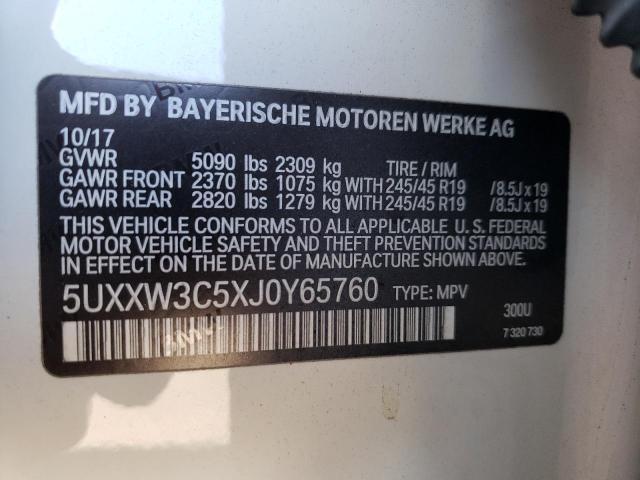 MFD BY BAYERISCHE MOTOREN WERKE AG
10/17
GVWR 5090 lbs 2309 kg TIRE / RIM
GAWR FRONT 2370 lbs 1075 kg WITH 245/45 R19 /8.5J x 19
GAWR REAR 2820 lbs 1279 kg WITH 245/45 R19 /8.5J x 19
THIS VEHICLE CONFORMS TO ALL APPLICABLE U. S. FEDERAL
MOTOR VEHICLE SAFETY AND THEFT PREVENTION STANDARDS
IN EFFECT ON THE DATE OF MANUFACTURE SHOWN ABOVE.
5UXXW3C5XJ0Y65760 TYPE: MPV
300U
7 320 730